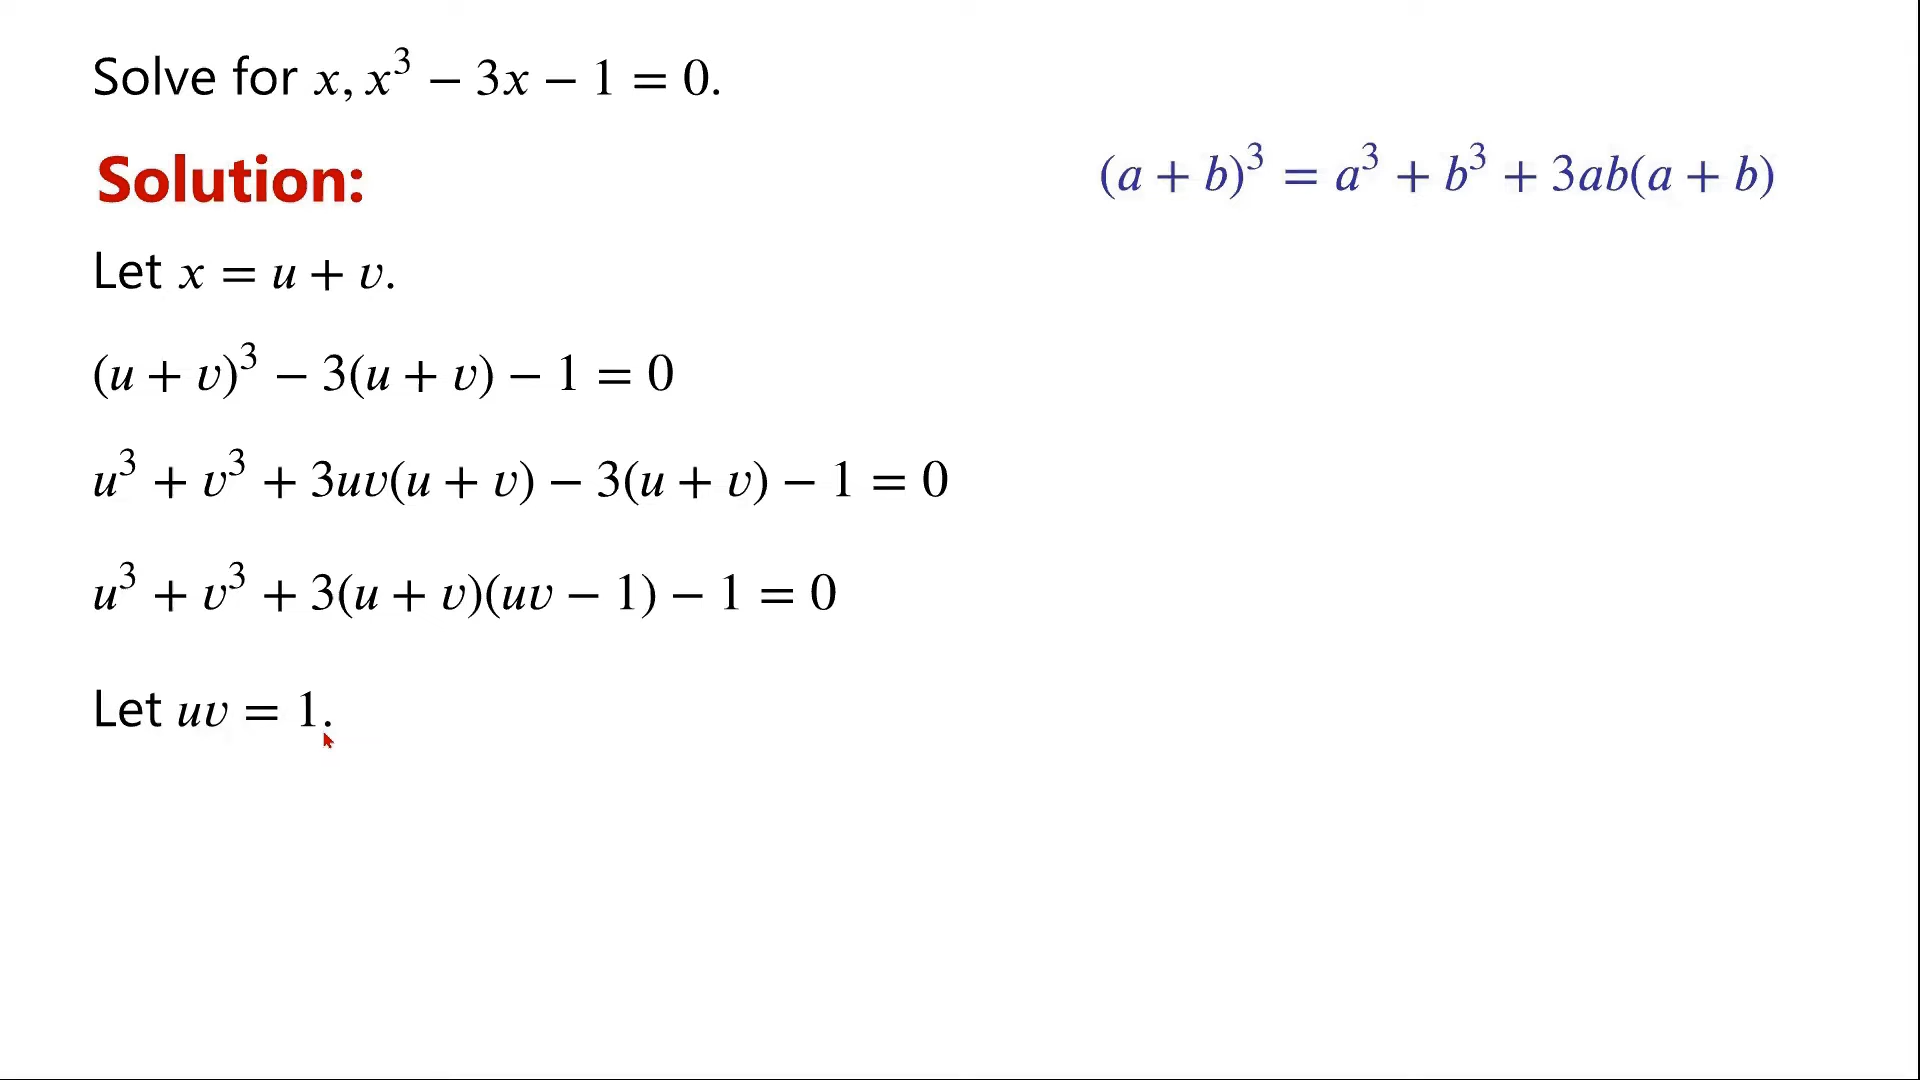 Solve for x, x³ − 3x − 1 = 0.
Solution:
(a + b)³ = a³ + b³ + 3ab(a + b)
Let x = u + v.
(u + v)³ − 3(u + v) − 1 = 0
u³ + v³ + 3uv(u + v) − 3(u + v) − 1 = 0
u³ + v³ + 3(u + v)(uv − 1) − 1 = 0
Let uv = 1.